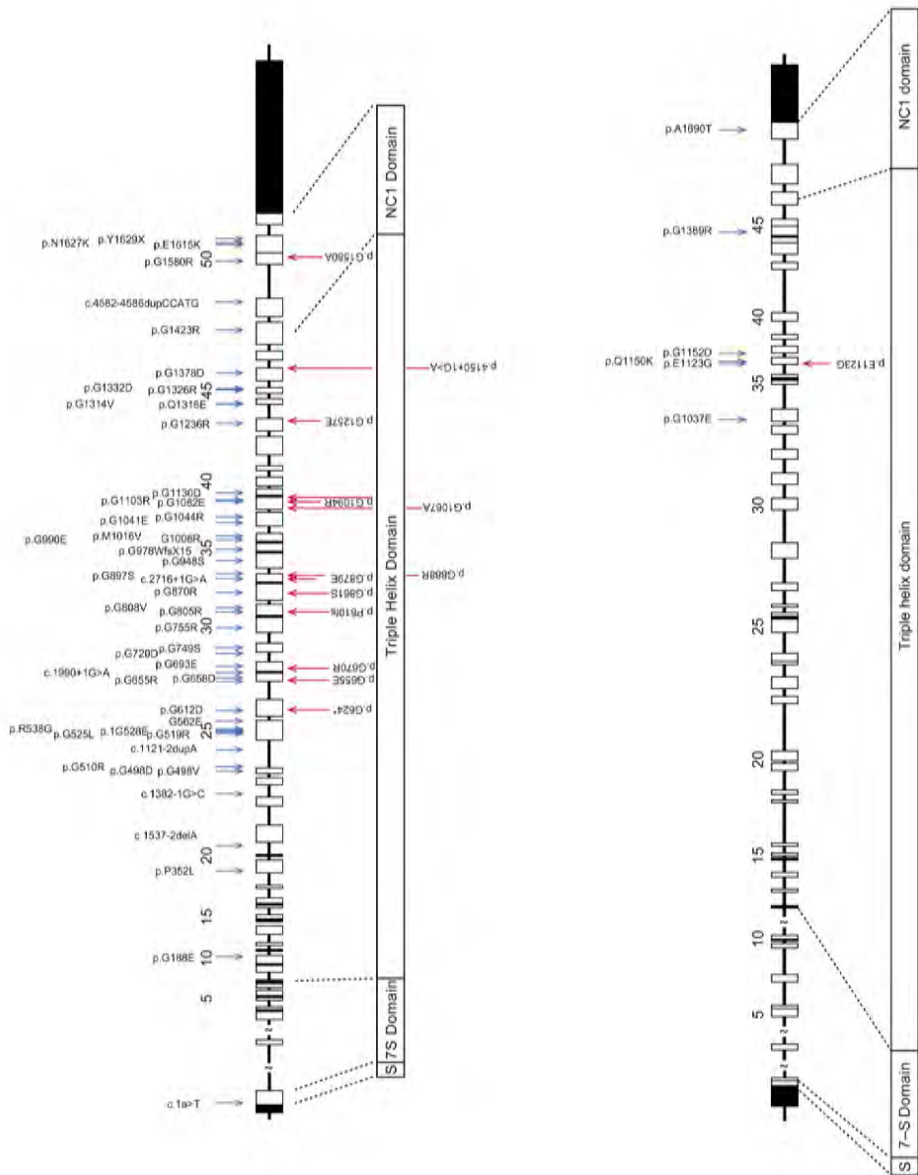 p.N1627K
p.Y1629X
p.E1615K
50
p.G1580R
c.4582-4586dupCCATG
p.G1423R
p.G1378D
p.G1332D
45
p.G1326R
p.G1314V
p.Q1316E
p.G1236R
40
p.G1130D
p.G1103R
p.G1082E
p.G1044R
p.G1041E
p.M1016V
G1006R
p.G990E
35
p.G978WfsX15
p.G948S
p.G897S
c.2716+1G>A
p.G870R
p.G808V
p.G805R
30
p.G755R
p.G749S
p.G720D
p.G693E
c.1990+1G>A
p.G655R
p.G658D
p.G612D
G562E
p.R538G
p.G525L
p.1G528E
p.G519R
25
c.1121-2dupA
p.G510R
p.G498D
p.G498V
c.1382-1G>C
c.1537-2delA
20
p.P352L
15
p.G188E
10
5
c.1a>T
p.G1580A
p.4150+1G>A
p.G1257E
p.G1094R
p.G1067A
p.G888R
p.G879E
p.G861S
p.P810fs
p.G670R
p.G655E
p.G624*
NC1 Domain
Triple Helix Domain
7S Domain
S
p.A1690T
p.G1389R
45
40
p.G1152D
p.Q1150K
p.E1123G
35
p.G1037E
30
25
20
15
10
5
p.E1123G
~
~
~
~
NC1 domain
Triple helix domain
7–S Domain
S